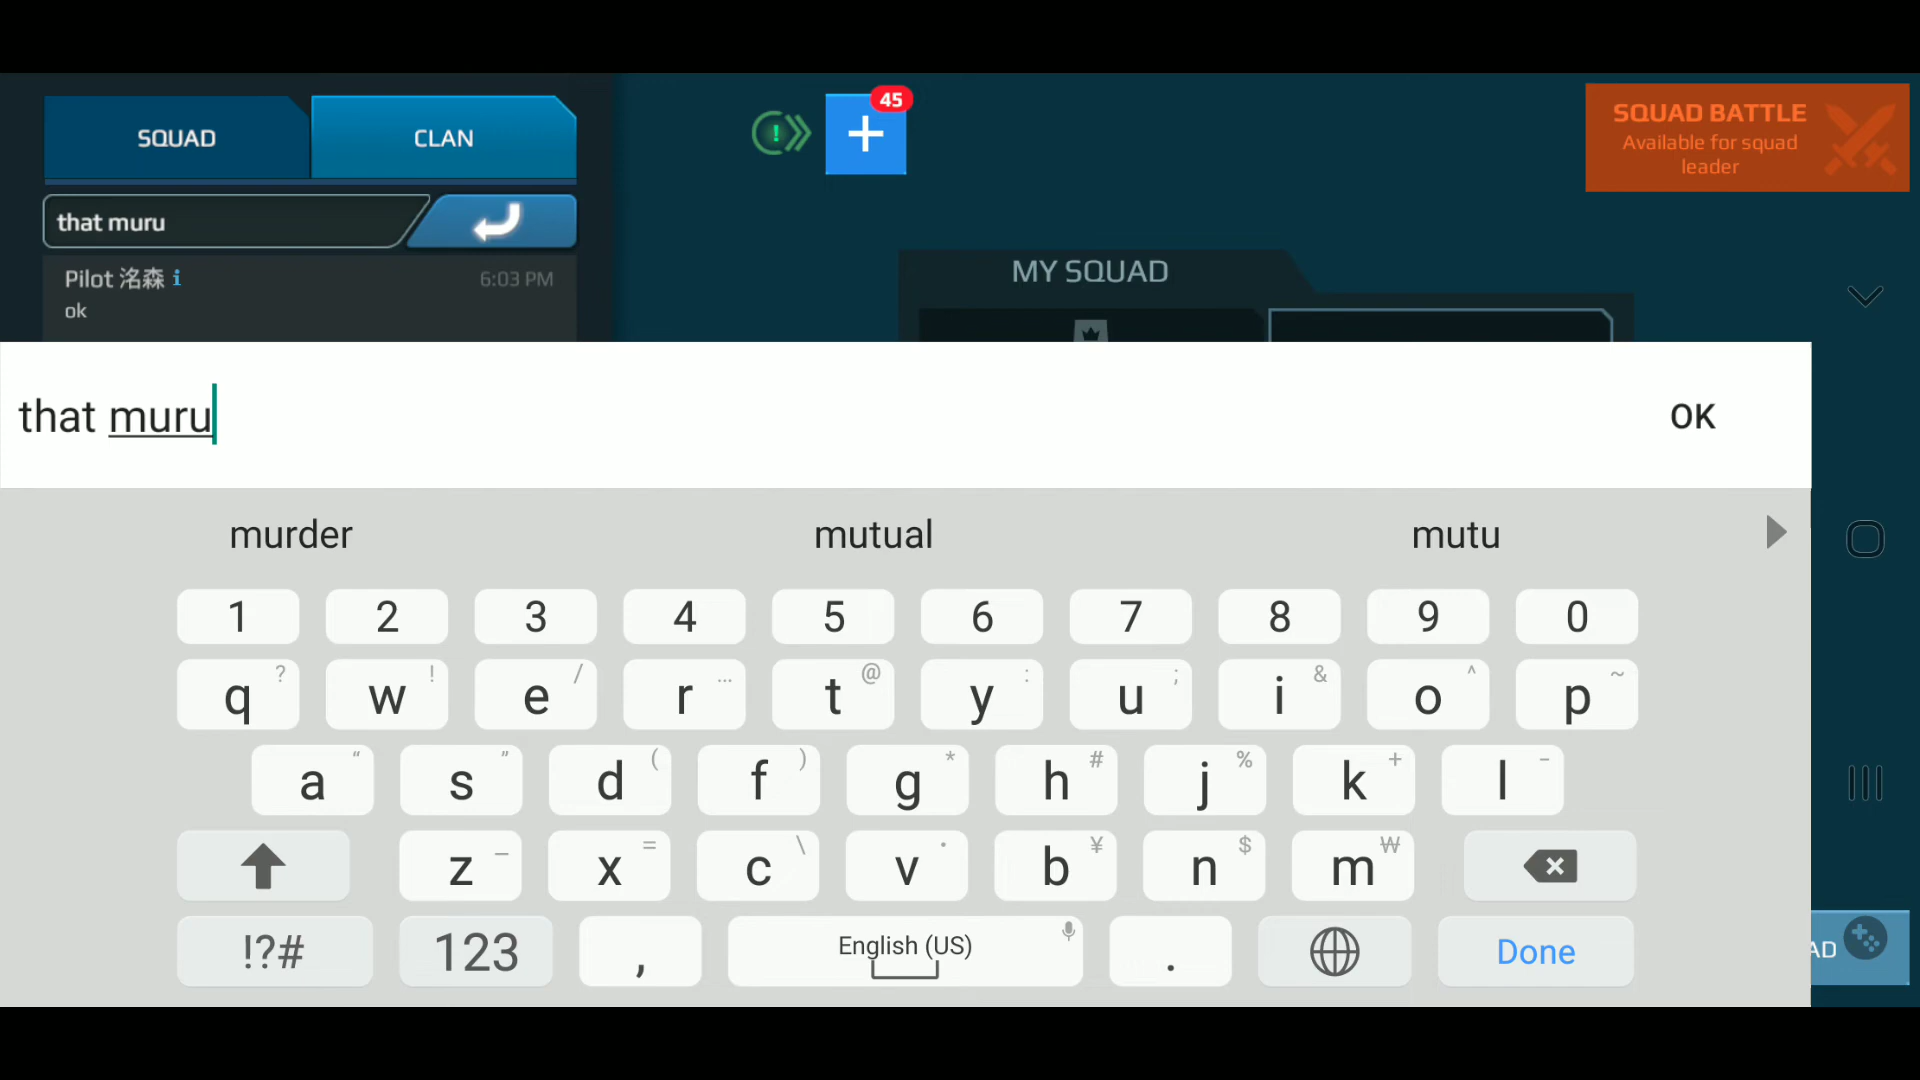 SQUAD
CLAN
45
SQUAD BATTLE
Available for squad
leader
that muru
Pilot 洺森 i
6:03 PM
ok
MY SQUAD
that muru
OK
murder mutual mutu
1 2 3 4 5 6 7 8 9 0
q ? w ! e / r ... t @ y : u ; i & o ^ p ~
a “ s ” d ( f ) g * h # j % k + l -
z _ x = c \ v · b ¥ n $ m ₩
!?# 123 , English (US) . Done
AD